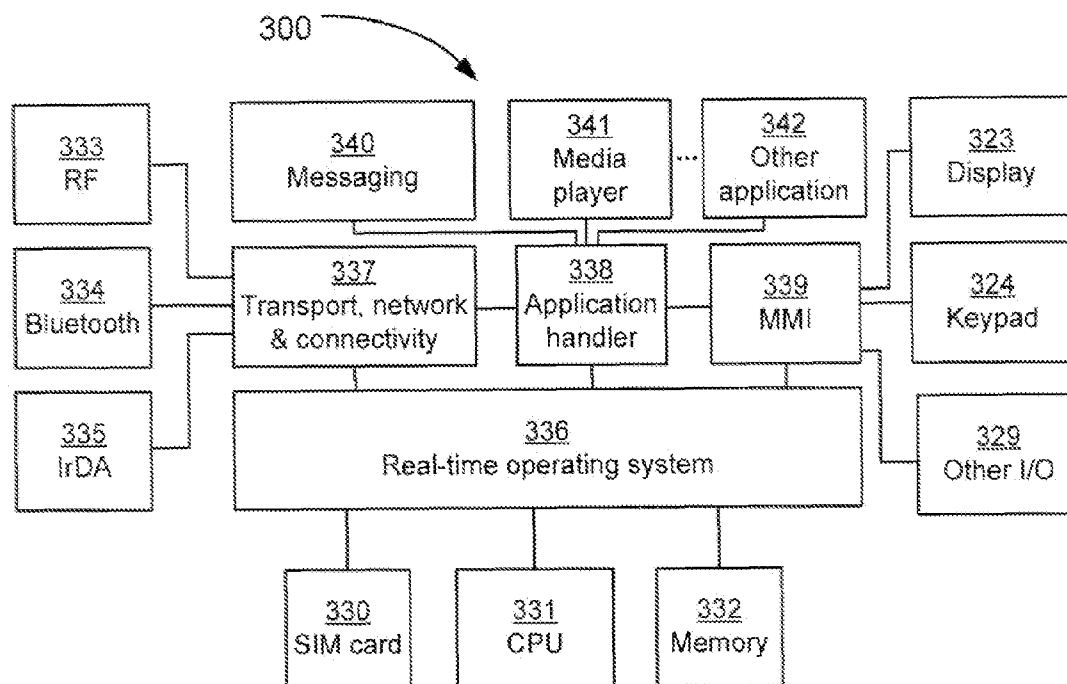 300
333
RF
340
Messaging
341
Media
player
...
342
Other
application
323
Display
334
Bluetooth
337
Transport, network
& connectivity
338
Application
handler
339
MMI
324
Keypad
335
IrDA
336
Real-time operating system
329
Other I/O
330
SIM card
331
CPU
332
Memory